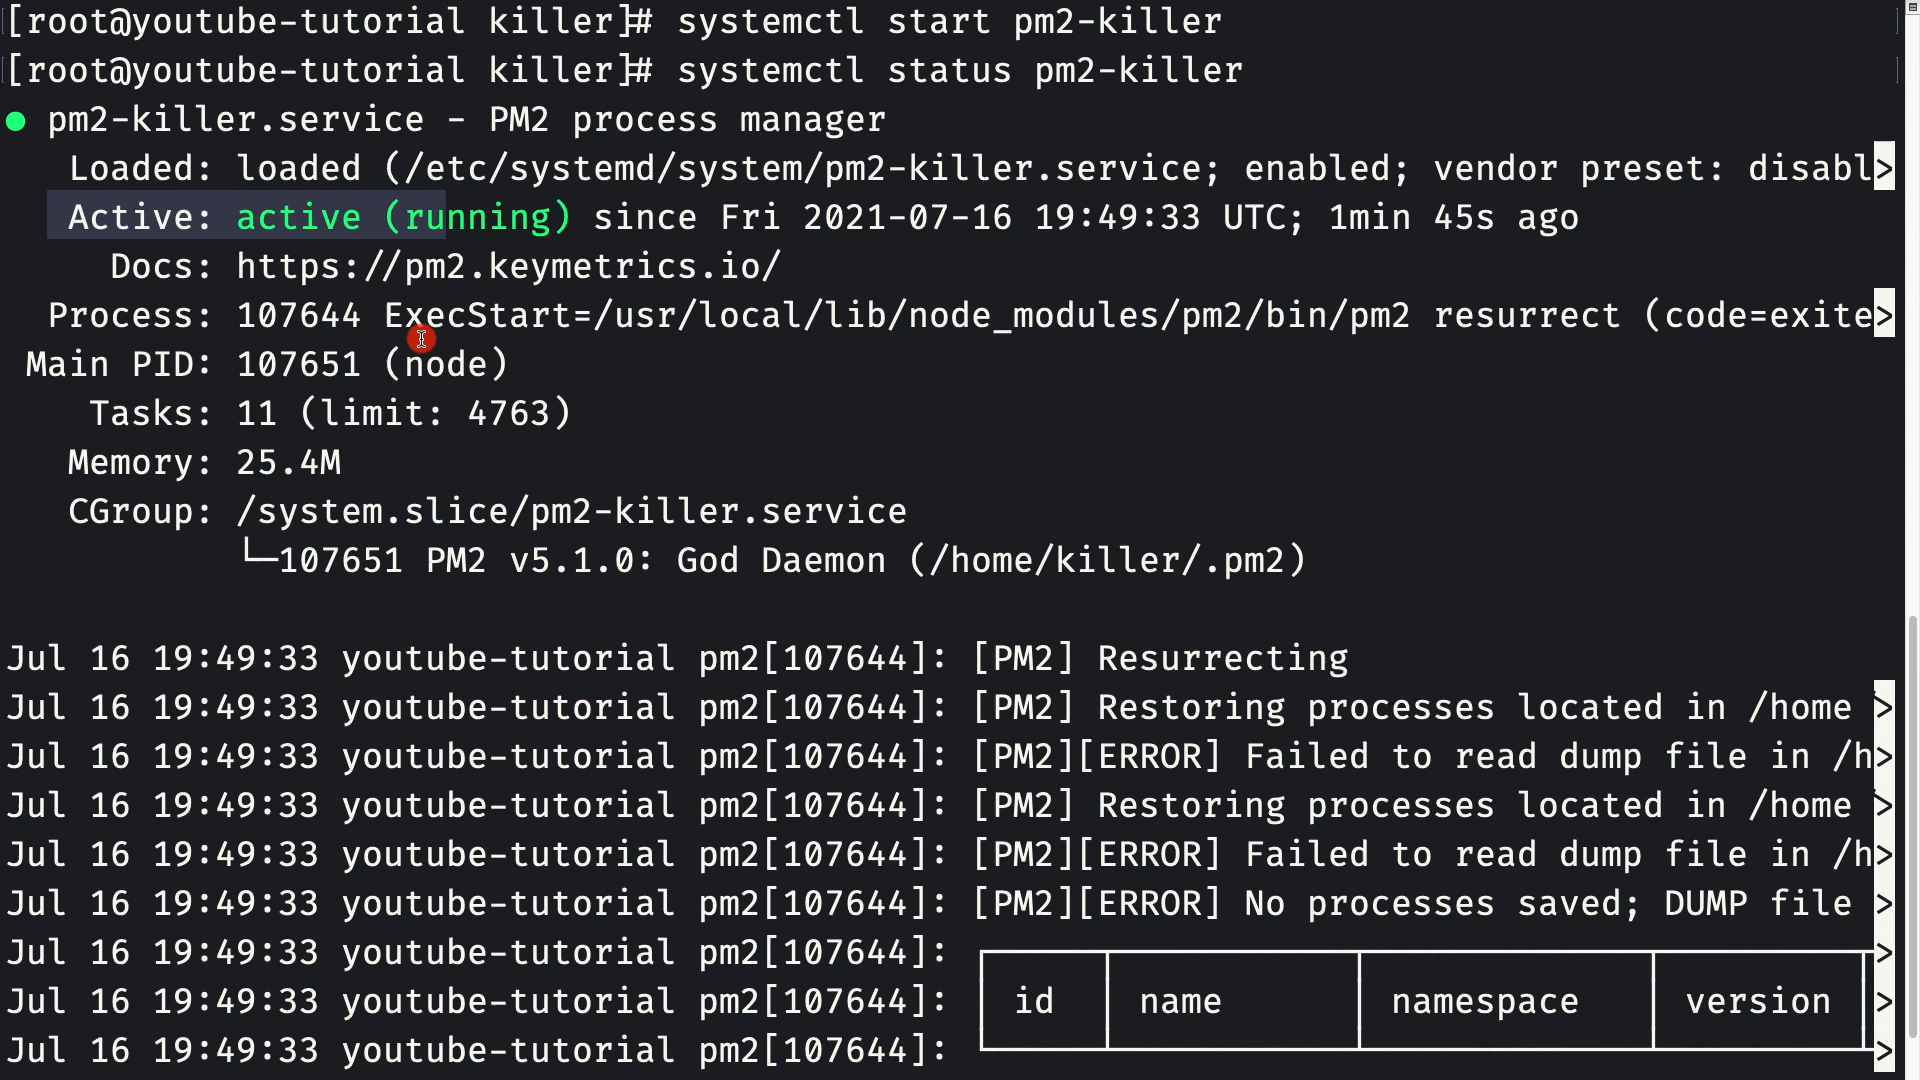 [root@youtube-tutorial killer]# systemctl start pm2-killer
[root@youtube-tutorial killer]# systemctl status pm2-killer
● pm2-killer.service - PM2 process manager
Loaded: loaded (/etc/systemd/system/pm2-killer.service; enabled; vendor preset: disabl>
Active: active (running) since Fri 2021-07-16 19:49:33 UTC; 1min 45s ago
Docs: https://pm2.keymetrics.io/
Process: 107644 ExecStart=/usr/local/lib/node_modules/pm2/bin/pm2 resurrect (code=exite>
Main PID: 107651 (node)
Tasks: 11 (limit: 4763)
Memory: 25.4M
CGroup: /system.slice/pm2-killer.service
└─107651 PM2 v5.1.0: God Daemon (/home/killer/.pm2)
Jul 16 19:49:33 youtube-tutorial pm2[107644]: [PM2] Resurrecting
Jul 16 19:49:33 youtube-tutorial pm2[107644]: [PM2] Restoring processes located in /home>
Jul 16 19:49:33 youtube-tutorial pm2[107644]: [PM2][ERROR] Failed to read dump file in /h>
Jul 16 19:49:33 youtube-tutorial pm2[107644]: [PM2] Restoring processes located in /home>
Jul 16 19:49:33 youtube-tutorial pm2[107644]: [PM2][ERROR] Failed to read dump file in /h>
Jul 16 19:49:33 youtube-tutorial pm2[107644]: [PM2][ERROR] No processes saved; DUMP file >
Jul 16 19:49:33 youtube-tutorial pm2[107644]: >
Jul 16 19:49:33 youtube-tutorial pm2[107644]: │ id │ name │ namespace │ version │>
Jul 16 19:49:33 youtube-tutorial pm2[107644]: >